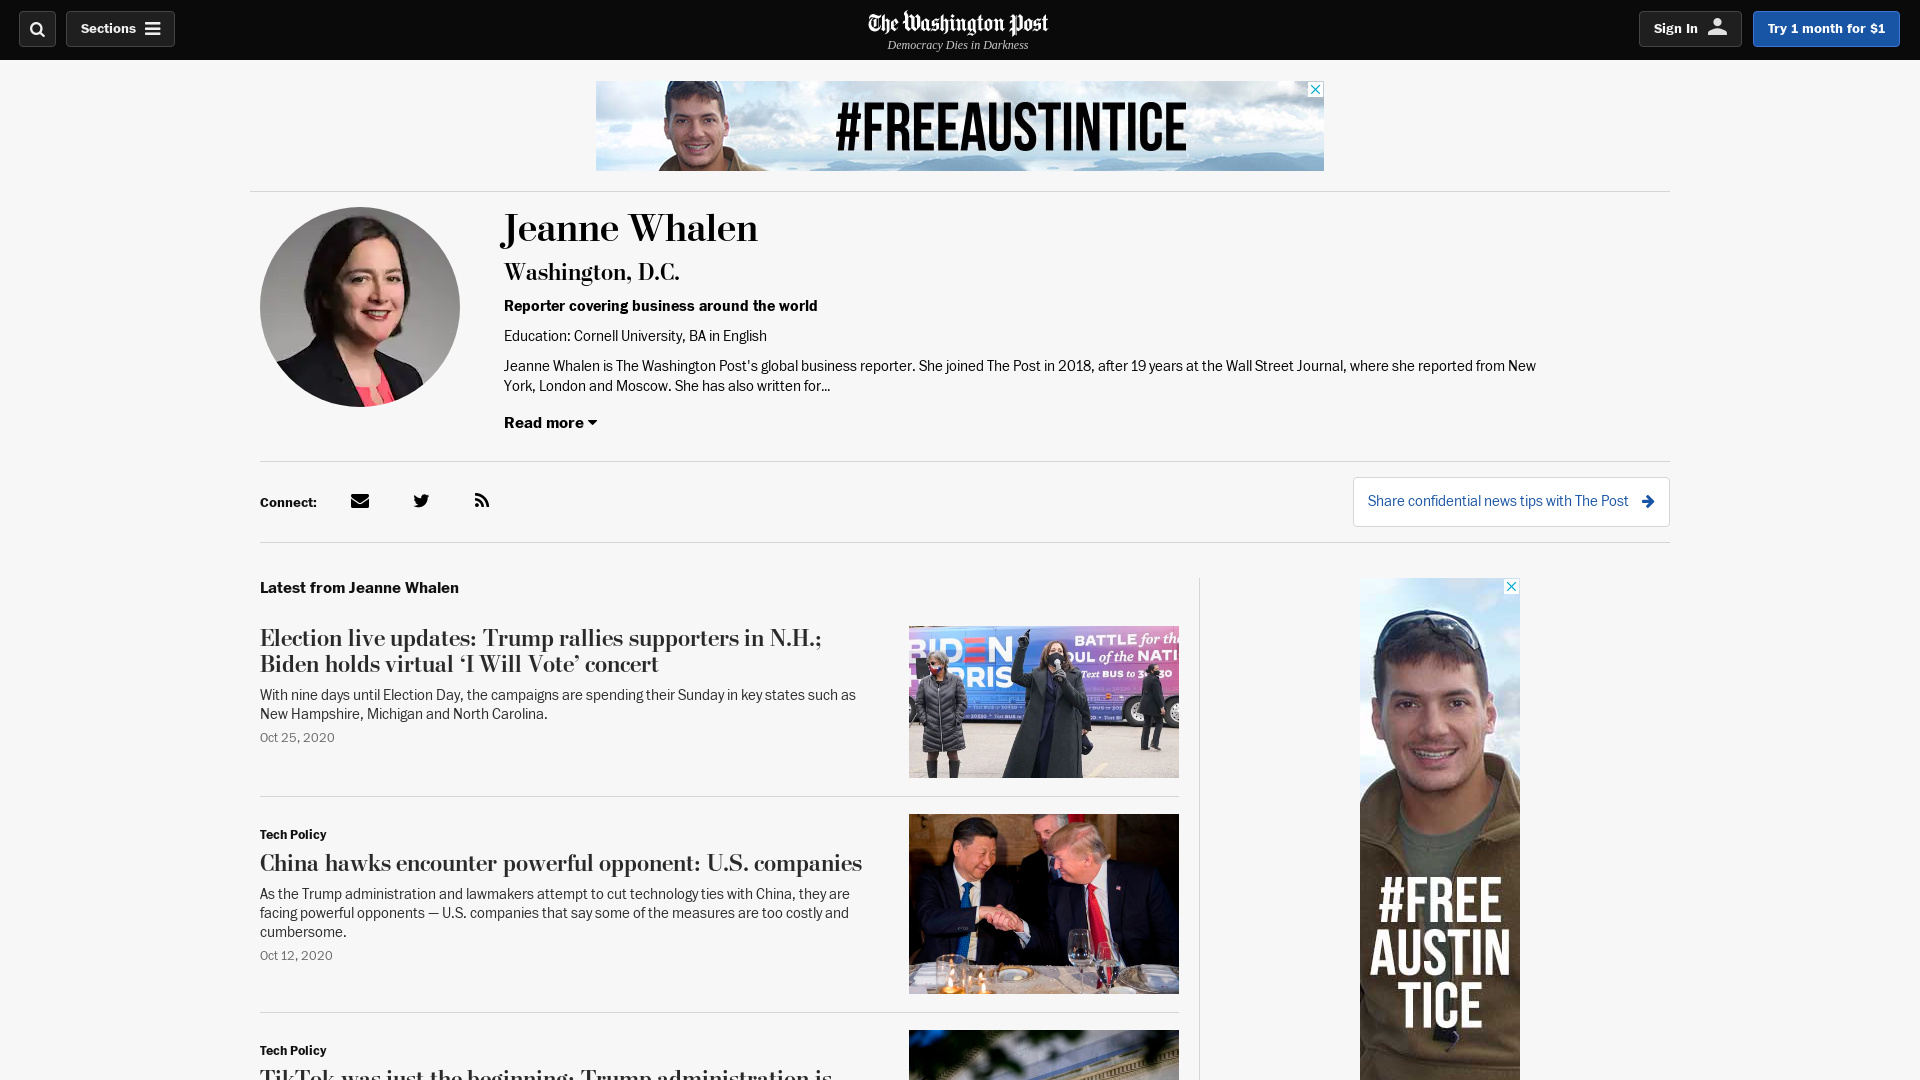 Sections
The Washington Post
Democracy Dies in Darkness
Sign In
Try 1 month for $1
#FREEAUSTINTICE
Jeanne Whalen
Washington, D.C.
Reporter covering business around the world
Education: Cornell University, BA in English
Jeanne Whalen is The Washington Post's global business reporter. She joined The Post in 2018, after 19 years at the Wall Street Journal, where she reported from New
York, London and Moscow. She has also written for...
Read more
Connect:
Share confidential news tips with The Post
Latest from Jeanne Whalen
Election live updates: Trump rallies supporters in N.H.;
Biden holds virtual ‘I Will Vote’ concert
With nine days until Election Day, the campaigns are spending their Sunday in key states such as
New Hampshire, Michigan and North Carolina.
Oct 25, 2020
BIDEN
HARRIS
BATTLE for the
SOUL of the NATI
Text BUS to 30330
Tech Policy
China hawks encounter powerful opponent: U.S. companies
As the Trump administration and lawmakers attempt to cut technology ties with China, they are
facing powerful opponents — U.S. companies that say some of the measures are too costly and
cumbersome.
Oct 12, 2020
Tech Policy
TikTok was just the beginning: Trump administration is
#FREE
AUSTIN
TICE